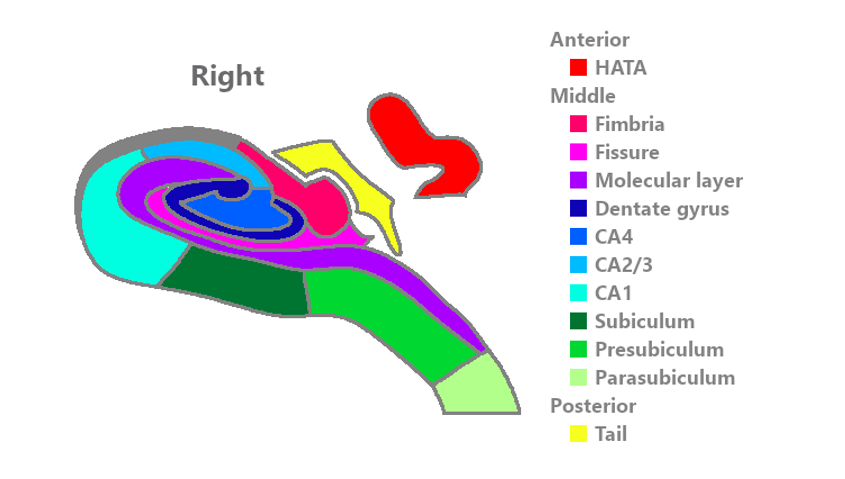 Right
Anterior
HATA
Middle
Fimbria
Fissure
Molecular layer
Dentate gyrus
CA4
CA2/3
CA1
Subiculum
Presubiculum
Parasubiculum
Posterior
Tail